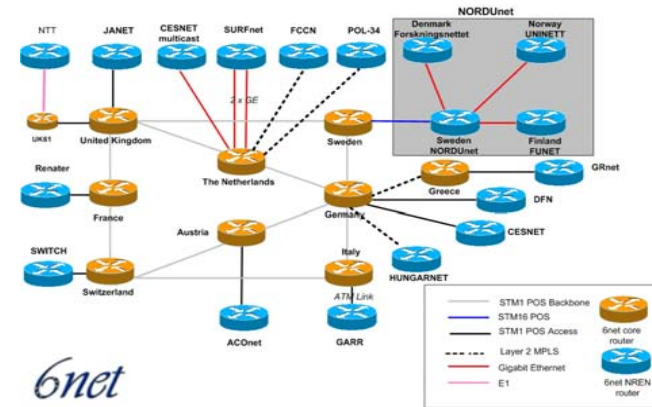 NORDUnet
NTT
JANET
CESNET
multicast
SURFnet
FCCN
POL-34
Denmark
Forskningsnettet
Norway
UNINETT
2 x GE
UK61
United Kingdom
Sweden
Sweden
NORDUnet
Finland
FUNET
Renater
The Netherlands
Greece
GRnet
France
Germany
DFN
Austria
CESNET
SWITCH
Switzerland
Italy
HUNGARNET
ATM Link
ACOnet
GARR
STM1 POS Backbone
STM16 POS
STM1 POS Access
Layer 2 MPLS
Gigabit Ethernet
E1
6net core
router
6net NREN
router
6net